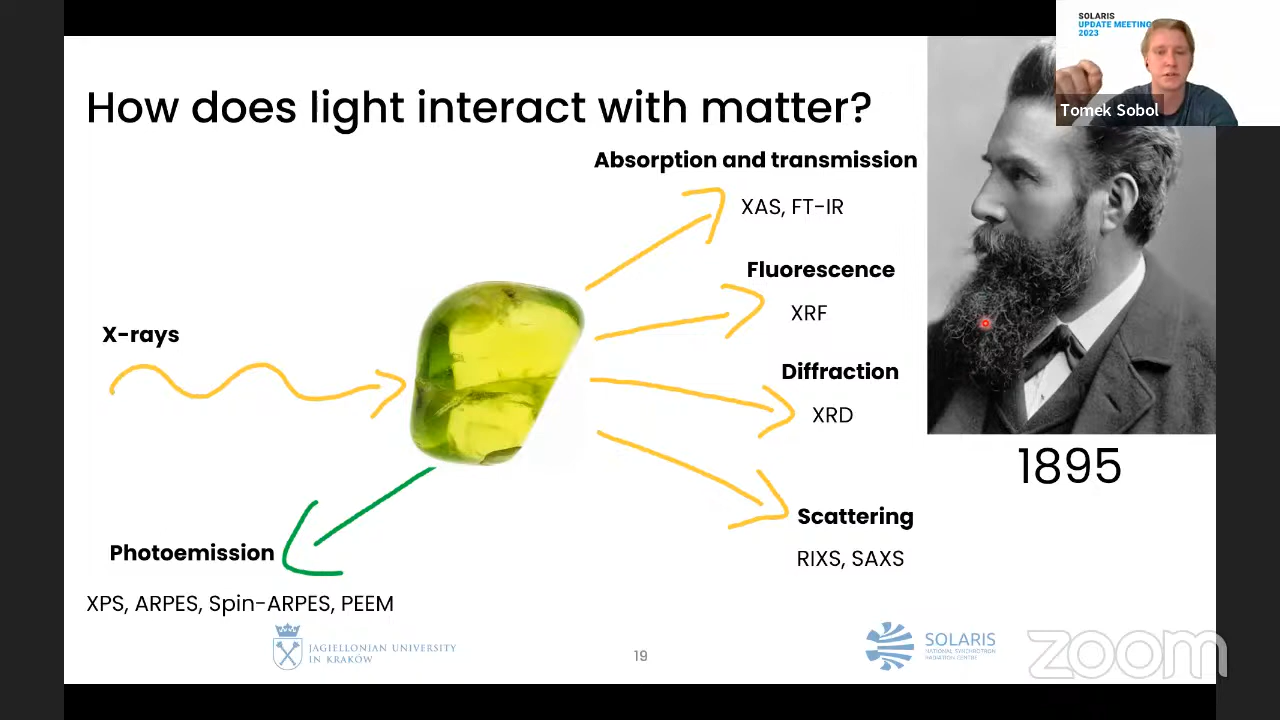 SOLARIS
UPDATE MEETING
2023
Tomek Sobol
How does light interact with matter?
Absorption and transmission
XAS, FT-IR
Fluorescence
XRF
X-rays
Diffraction
XRD
1895
Scattering
RIXS, SAXS
Photoemission
XPS, ARPES, Spin-ARPES, PEEM
JAGIELLONIAN UNIVERSITY
IN KRAKÓW
19
SOLARIS
NATIONAL SYNCHROTRON
RADIATION CENTRE
zoom